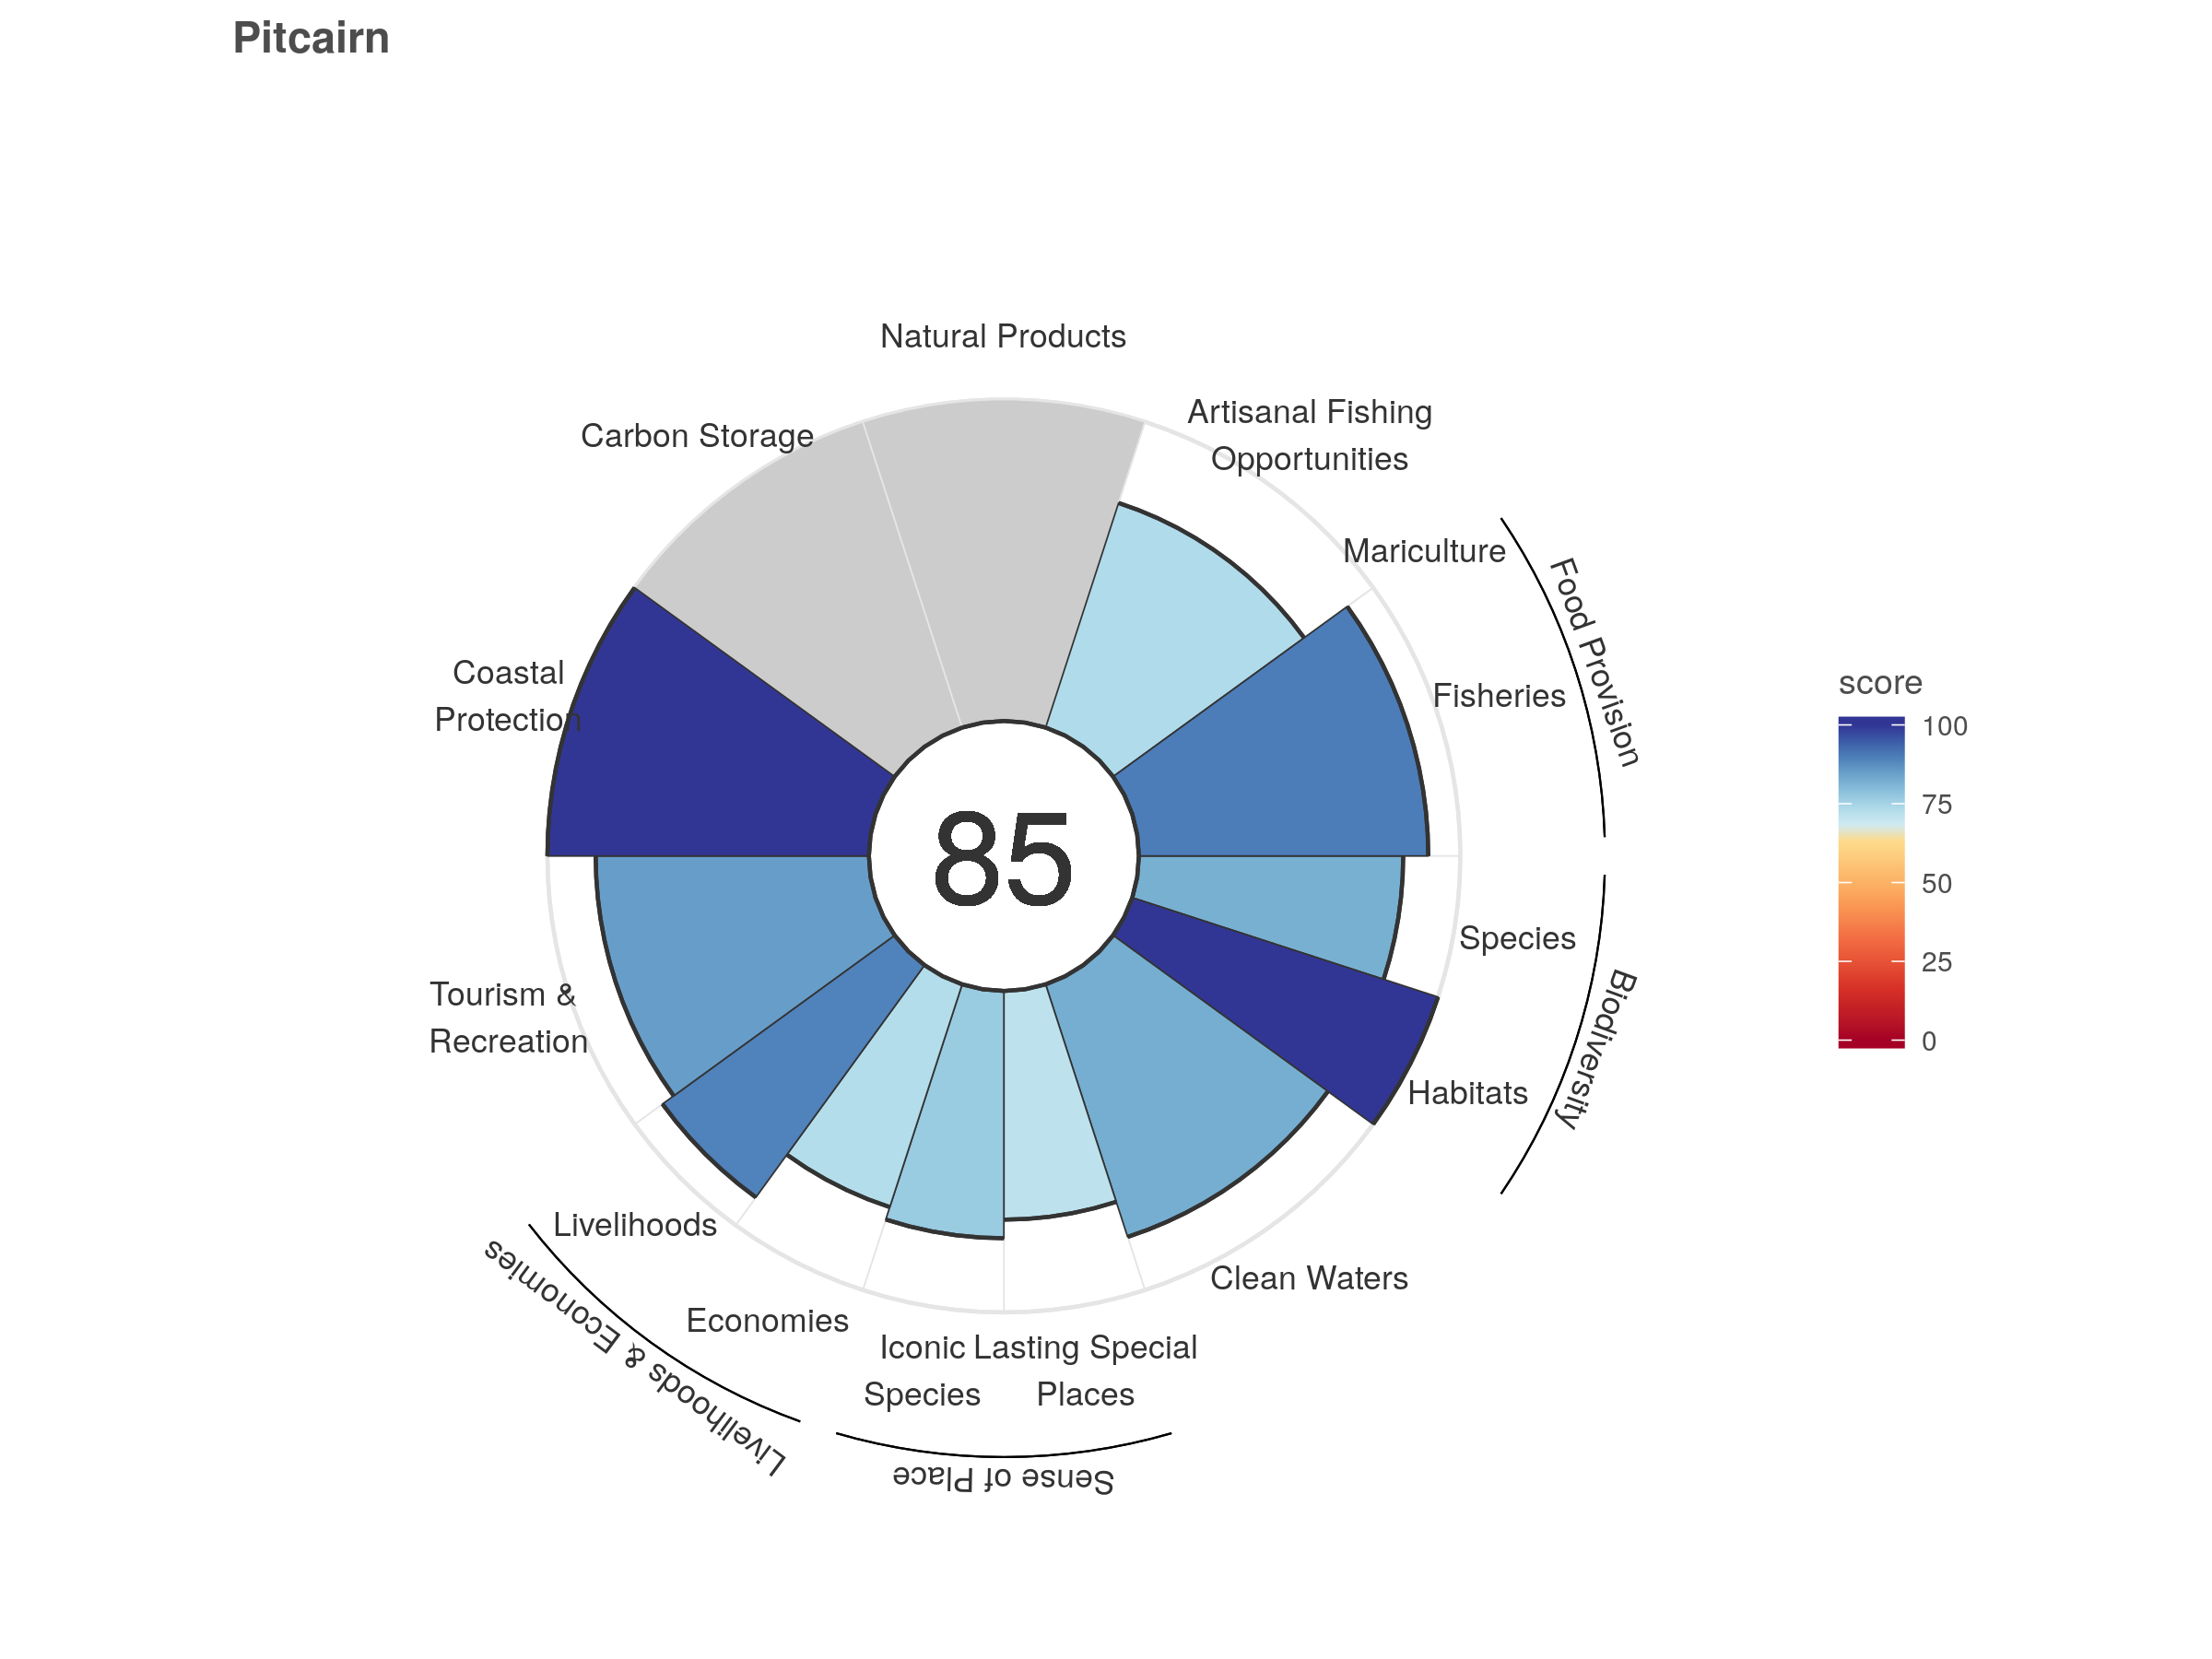 Pitcairn
Natural Products
Artisanal Fishing
Opportunities
Carbon Storage
Mariculture
Food Provision
Fisheries
Coastal
Protection
score
100
75
50
25
0
85
Species
Biodiversity
Habitats
Tourism &
Recreation
Livelihoods
Livelihoods & Economies
Clean Waters
Economies
Iconic
Species
Lasting Special
Places
Sense of Place